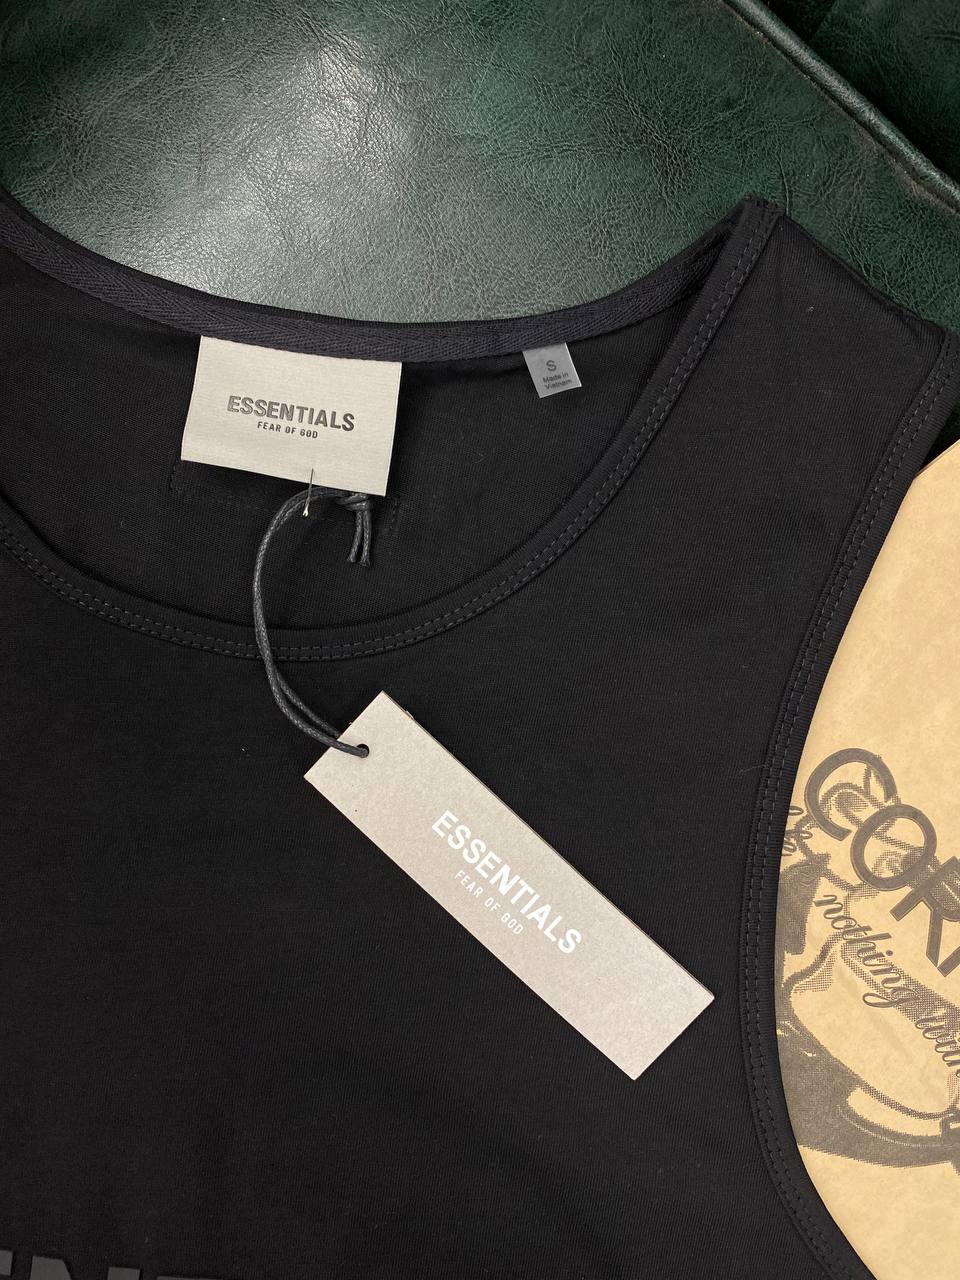 ESSENTIALS
FEAR OF GOD
S
Made in
Vietnam
ESSENTIALS
FEAR OF GOD
COR
nothing